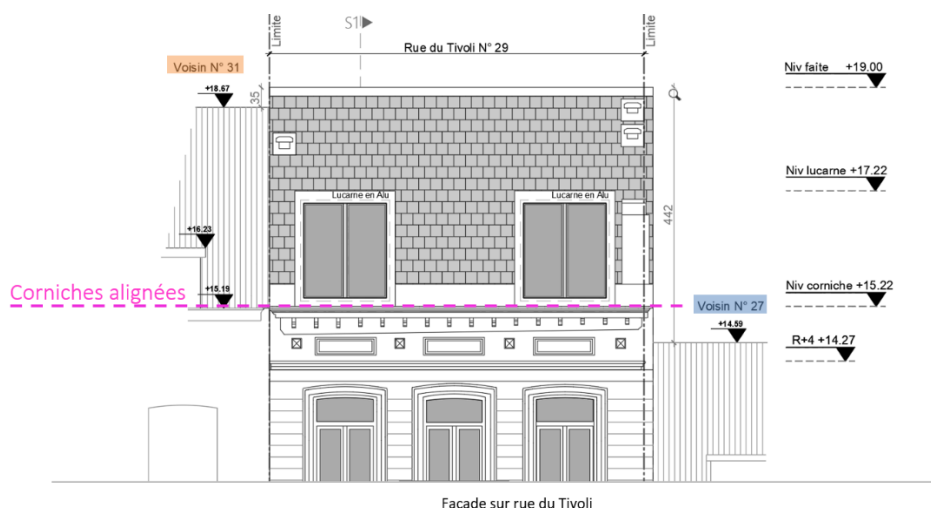 Limite
S1
Limite
Rue du Tivoli N° 29
Voisin N° 31
+18.67
35
Niv faîte +19.00
Lucarne en Alu
Lucarne en Alu
Niv lucarne +17.22
442
+16.23
Corniches alignées
+15.19
Niv corniche +15.22
Voisin N° 27
+14.59
R+4 +14.27
Façade sur rue du Tivoli